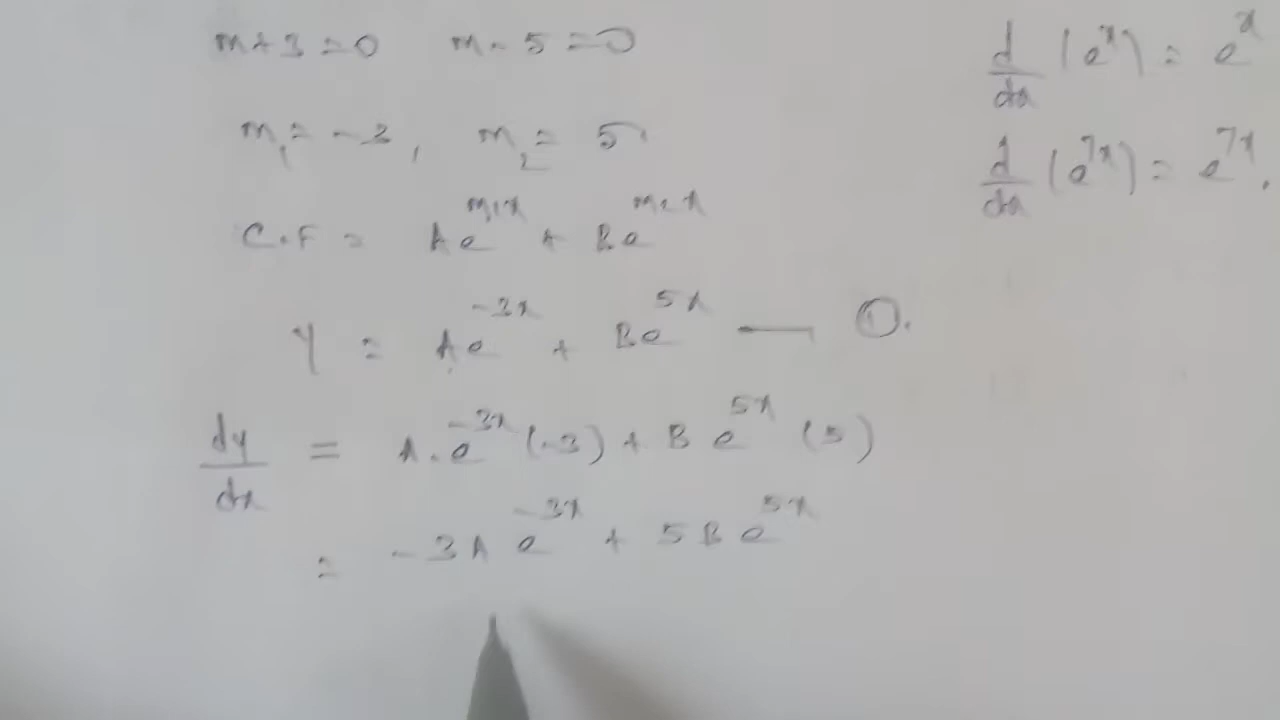 m+3=0 m-5=0
m₁=-3, m₂=5
C.F = Ae^{m₁x} + Be^{m₂x}
y = Ae^{-3x} + Be^{5x} — ①.
dy/dx = A.e^{-3x}(-3) + Be^{5x}(5)
= -3Ae^{-3x} + 5Be^{5x}
d/dx (e^x) = e^x
d/dx (e^{7x}) = e^{7x}.